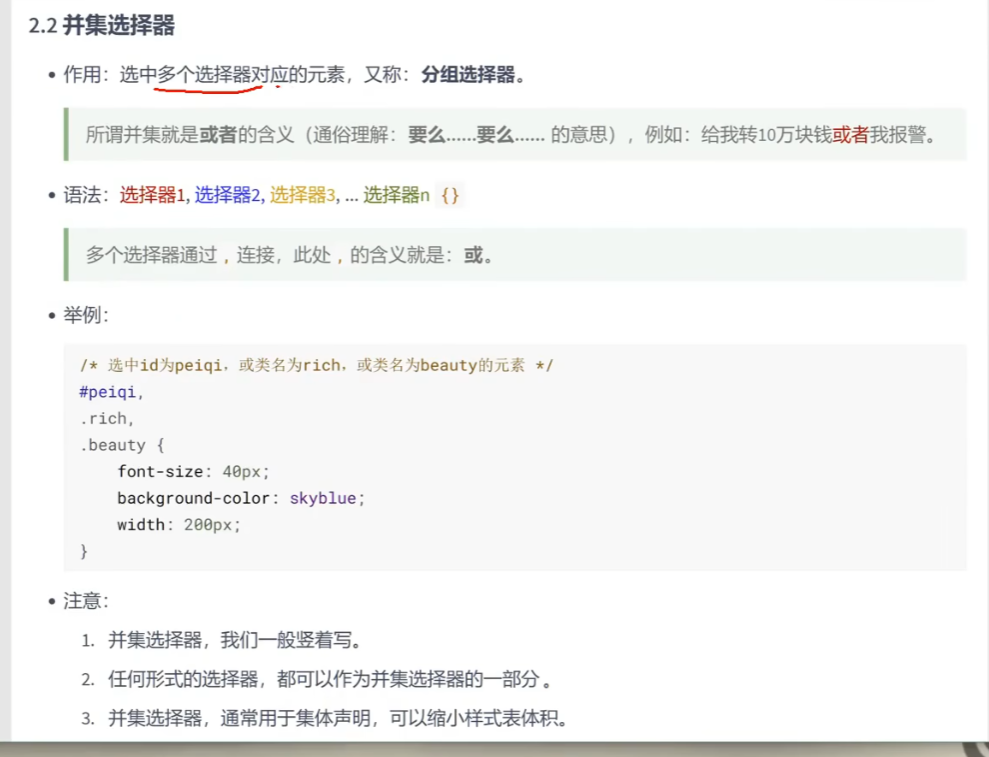 2.2 并集选择器
• 作用：选中多个选择器对应的元素，又称：分组选择器。
所谓并集就是或者的含义（通俗理解：要么......要么...... 的意思），例如：给我转10万块钱或者我报警。
• 语法：选择器1, 选择器2, 选择器3, ... 选择器n {}
多个选择器通过 , 连接，此处 , 的含义就是：或。
• 举例：
/* 选中id为peiqi，或类名为rich，或类名为beauty的元素 */
#peiqi,
.rich,
.beauty {
    font-size: 40px;
    background-color: skyblue;
    width: 200px;
}
• 注意：
1. 并集选择器，我们一般竖着写。
2. 任何形式的选择器，都可以作为并集选择器的一部分 。
3. 并集选择器，通常用于集体声明，可以缩小样式表体积。